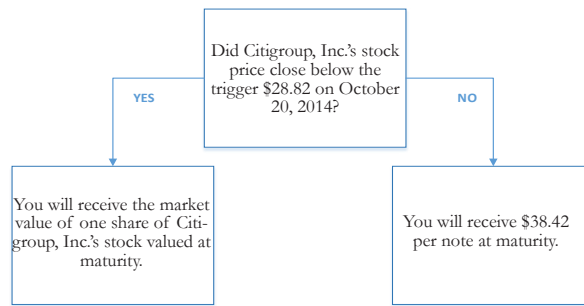 Did Citigroup, Inc.'s stock
price close below the
trigger $28.82 on October
20, 2014?
YES
NO
You will receive the market
value of one share of Citi-
group, Inc.'s stock valued at
maturity.
You will receive $38.42
per note at maturity.